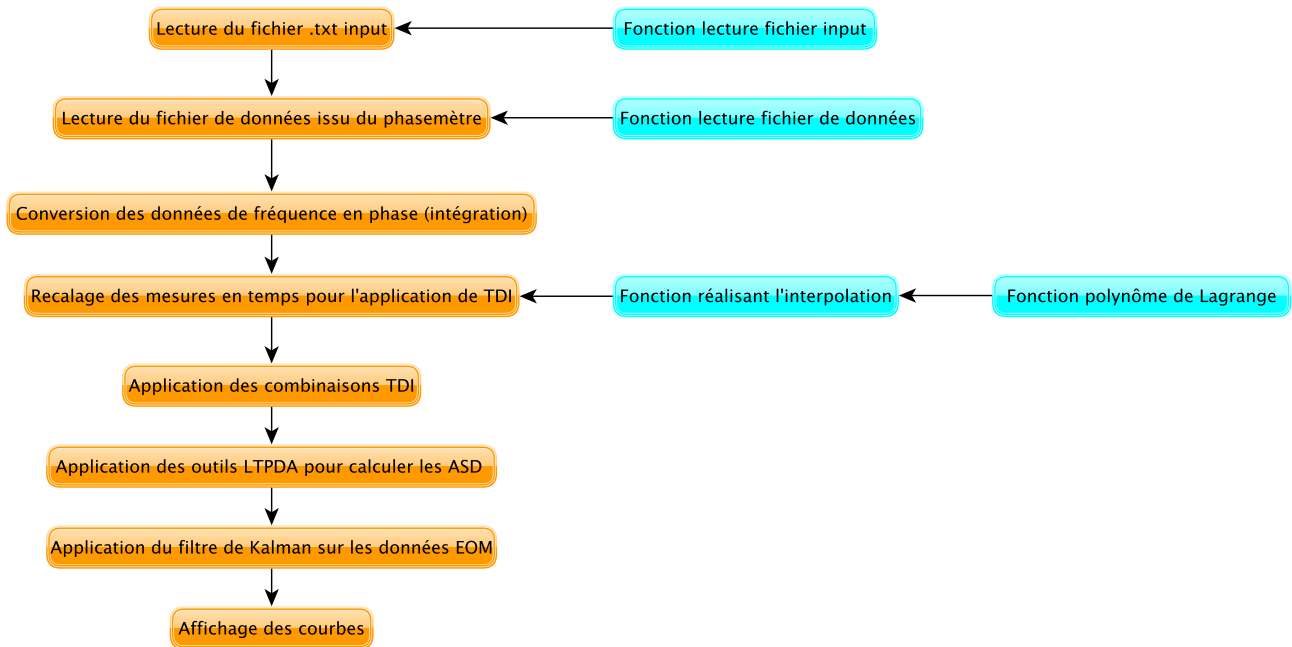 Lecture du fichier .txt input
Fonction lecture fichier input
Lecture du fichier de données issu du phasemètre
Fonction lecture fichier de données
Conversion des données de fréquence en phase (intégration)
Recalage des mesures en temps pour l'application de TDI
Fonction réalisant l'interpolation
Fonction polynôme de Lagrange
Application des combinaisons TDI
Application des outils LTPDA pour calculer les ASD
Application du filtre de Kalman sur les données EOM
Affichage des courbes